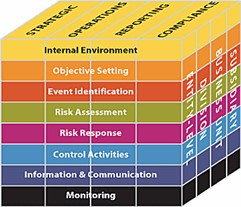 STRATEGIC
OPERATIONS
REPORTING
COMPLIANCE
Internal Environment
Objective Setting
Event Identification
Risk Assessment
Risk Response
Control Activities
Information & Communication
Monitoring
ENTITY-LEVEL
DIVISION
BUSINESS UNIT
SUBSIDIARY